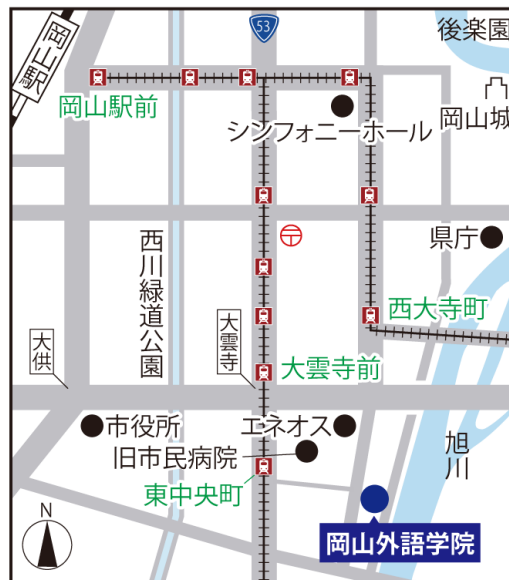 53
後楽園
岡山駅
岡山駅前
シンフォニーホール
岡山城
〒
県庁
西川緑道公園
西大寺町
大供
大雲寺
大雲寺前
市役所
エネオス
旧市民病院
旭川
東中央町
N
岡山外語学院